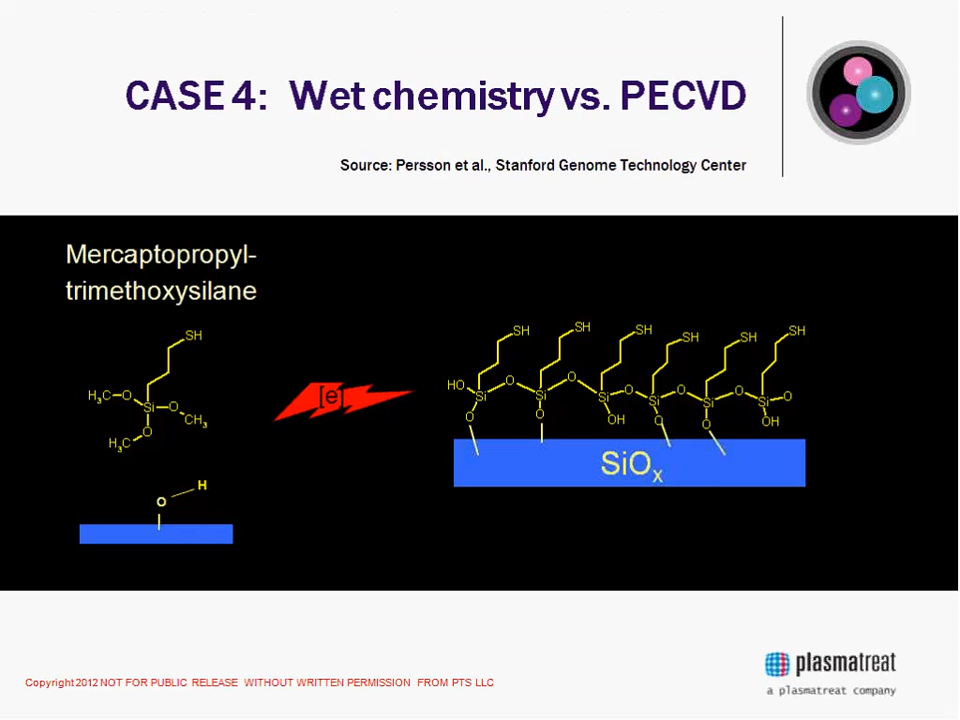 CASE 4: Wet chemistry vs. PECVD
Source: Persson et al., Stanford Genome Technology Center
Mercaptopropyl-
trimethoxysilane
SH
H₃C O
Si O
CH₃
O
H₃C
H
O
[e]
SH SH SH SH SH SH
HO O O O O O O
Si Si Si Si Si Si
O O OH O O OH
SiOₓ
plasmatreat
a plasmatreat company
Copyright 2012 NOT FOR PUBLIC RELEASE WITHOUT WRITTEN PERMISSION FROM PTS LLC